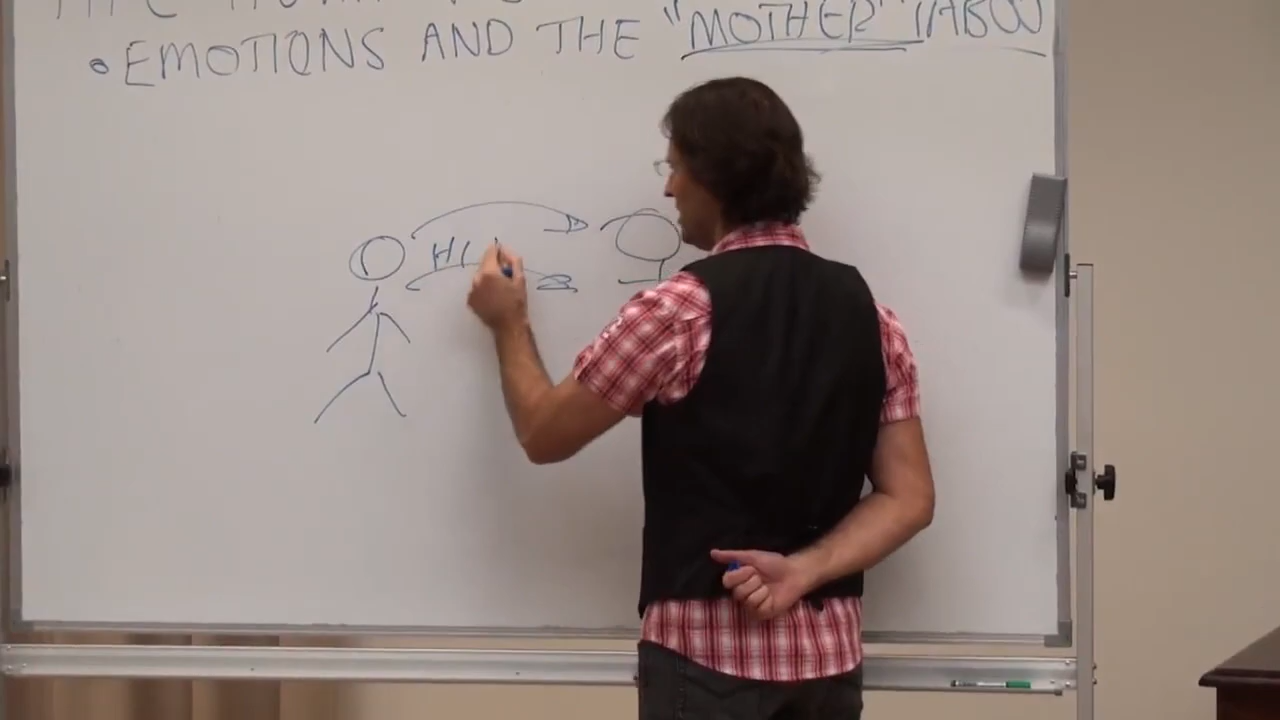 • EMOTIONS AND THE "MOTHER" TABOO
HI